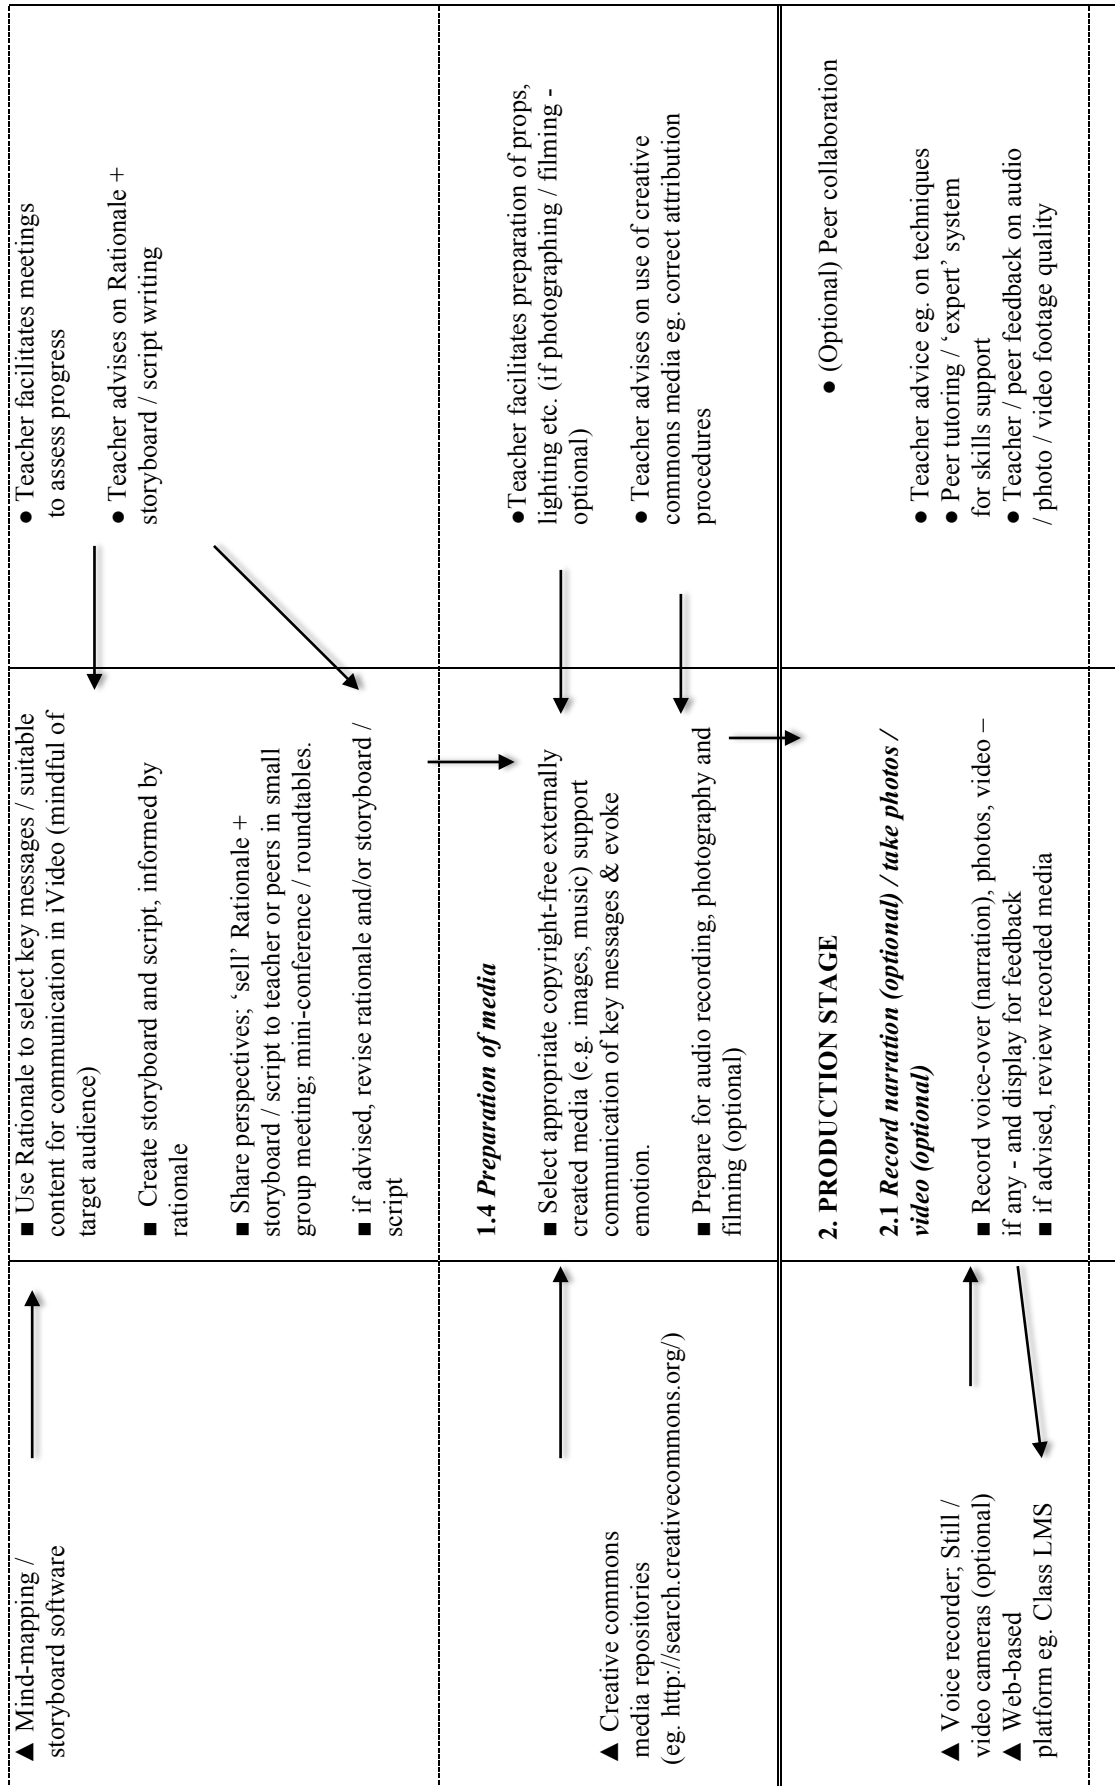 ▲ Mind-mapping /
storyboard software
■ Use Rationale to select key messages / suitable
content for communication in iVideo (mindful of
target audience)
■ Create storyboard and script, informed by
rationale
■ Share perspectives; ‘sell’ Rationale +
storyboard / script to teacher or peers in small
group meeting; mini-conference / roundtables.
■ if advised, revise rationale and/or storyboard /
script
● Teacher facilitates meetings
to assess progress
● Teacher advises on Rationale +
storyboard / script writing
▲ Creative commons
media repositories
(eg. http://search.creativecommons.org/)
1.4 Preparation of media
■ Select appropriate copyright-free externally
created media (e.g. images, music) support
communication of key messages & evoke
emotion.
■ Prepare for audio recording, photography and
filming (optional)
●Teacher facilitates preparation of props,
lighting etc. (if photographing / filming -
optional)
● Teacher advises on use of creative
commons media eg. correct attribution
procedures
▲ Voice recorder; Still /
video cameras (optional)
▲ Web-based
platform eg. Class LMS
2. PRODUCTION STAGE
2.1 Record narration (optional) / take photos /
video (optional)
■ Record voice-over (narration), photos, video –
if any - and display for feedback
■ if advised, review recorded media
● (Optional) Peer collaboration
● Teacher advice eg. on techniques
● Peer tutoring / ‘expert’ system
for skills support
● Teacher / peer feedback on audio
/ photo / video footage quality